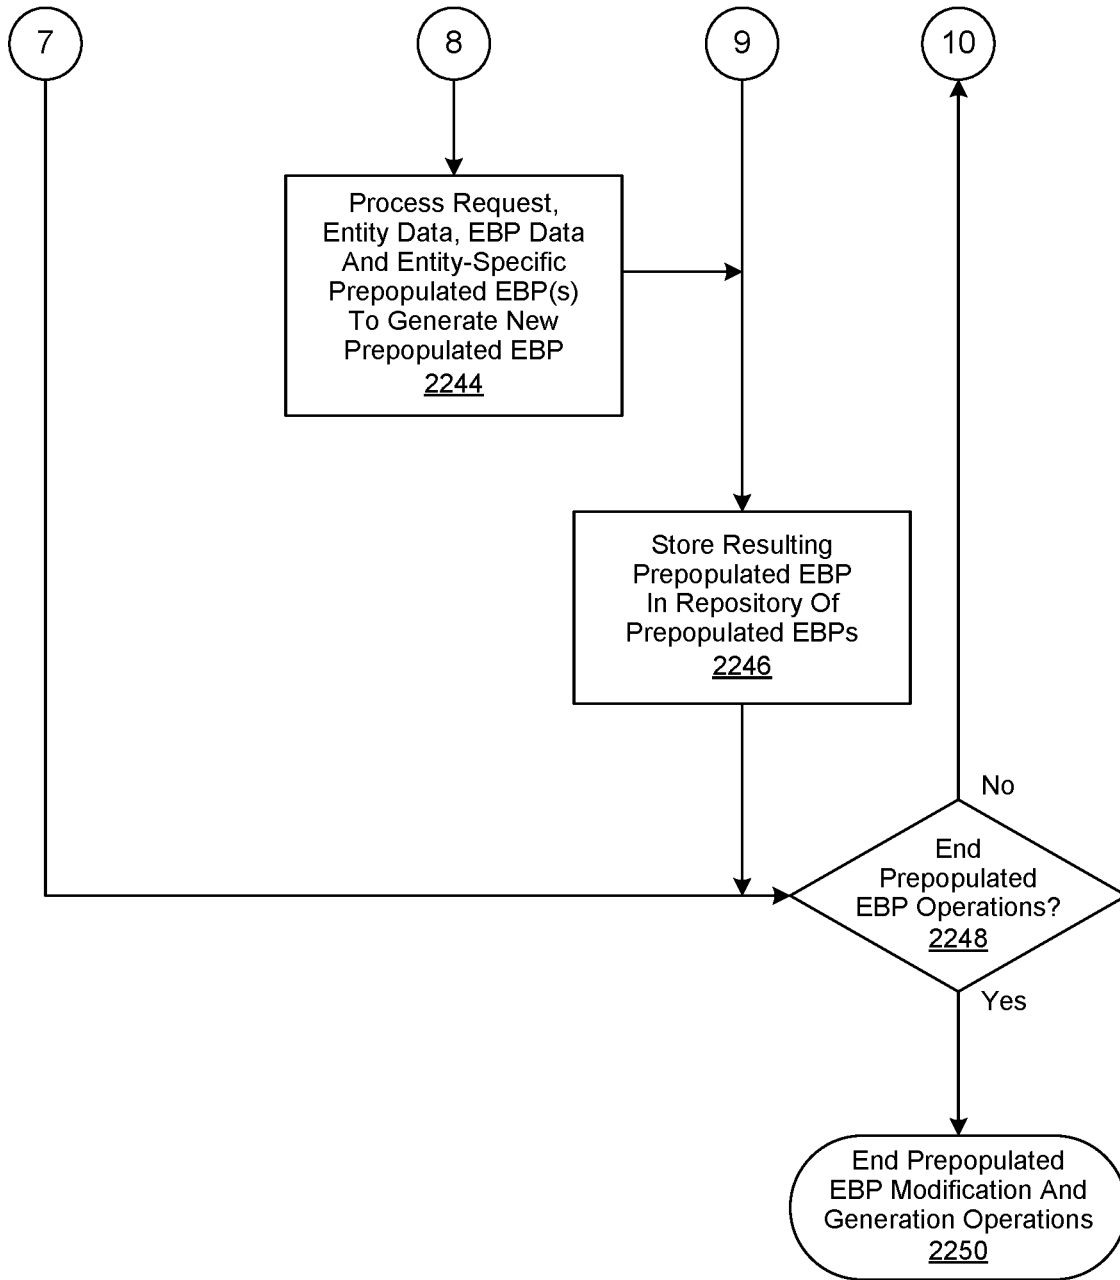 7
8
9
10
Process Request,
Entity Data, EBP Data
And Entity-Specific
Prepopulated EBP(s)
To Generate New
Prepopulated EBP
2244
Store Resulting
Prepopulated EBP
In Repository Of
Prepopulated EBPs
2246
No
End
Prepopulated
EBP Operations?
2248
Yes
End Prepopulated
EBP Modification And
Generation Operations
2250